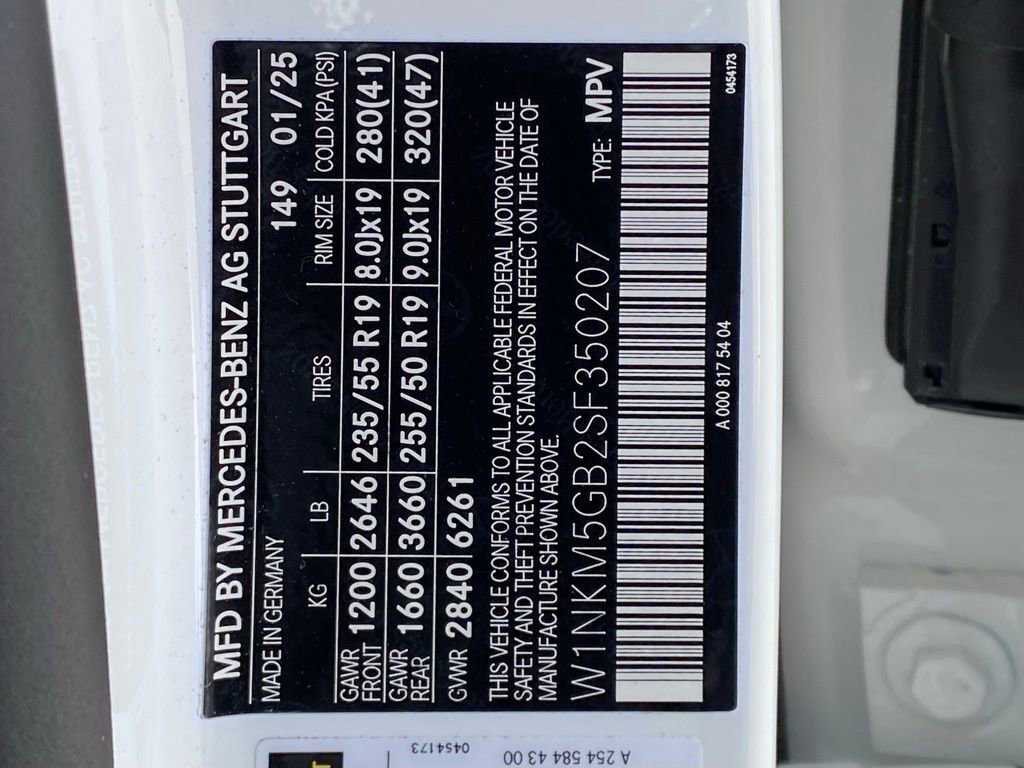 MFD BY MERCEDES-BENZ AG STUTTGART
MADE IN GERMANY 149 01/25
KG LB TIRES RIM SIZE COLD KPA(PSI)
GAWR FRONT 1200 2646 235/55 R19 8.0Jx19 280(41)
GAWR REAR 1660 3660 255/50 R19 9.0Jx19 320(47)
GVWR 2840 6261
THIS VEHICLE CONFORMS TO ALL APPLICABLE FEDERAL MOTOR VEHICLE
SAFETY AND THEFT PREVENTION STANDARDS IN EFFECT ON THE DATE OF
MANUFACTURE SHOWN ABOVE.
TYPE: MPV
W1NKM5GB2SF350207
A 000 817 54 04
0454173
A 254 584 43 00
0454173